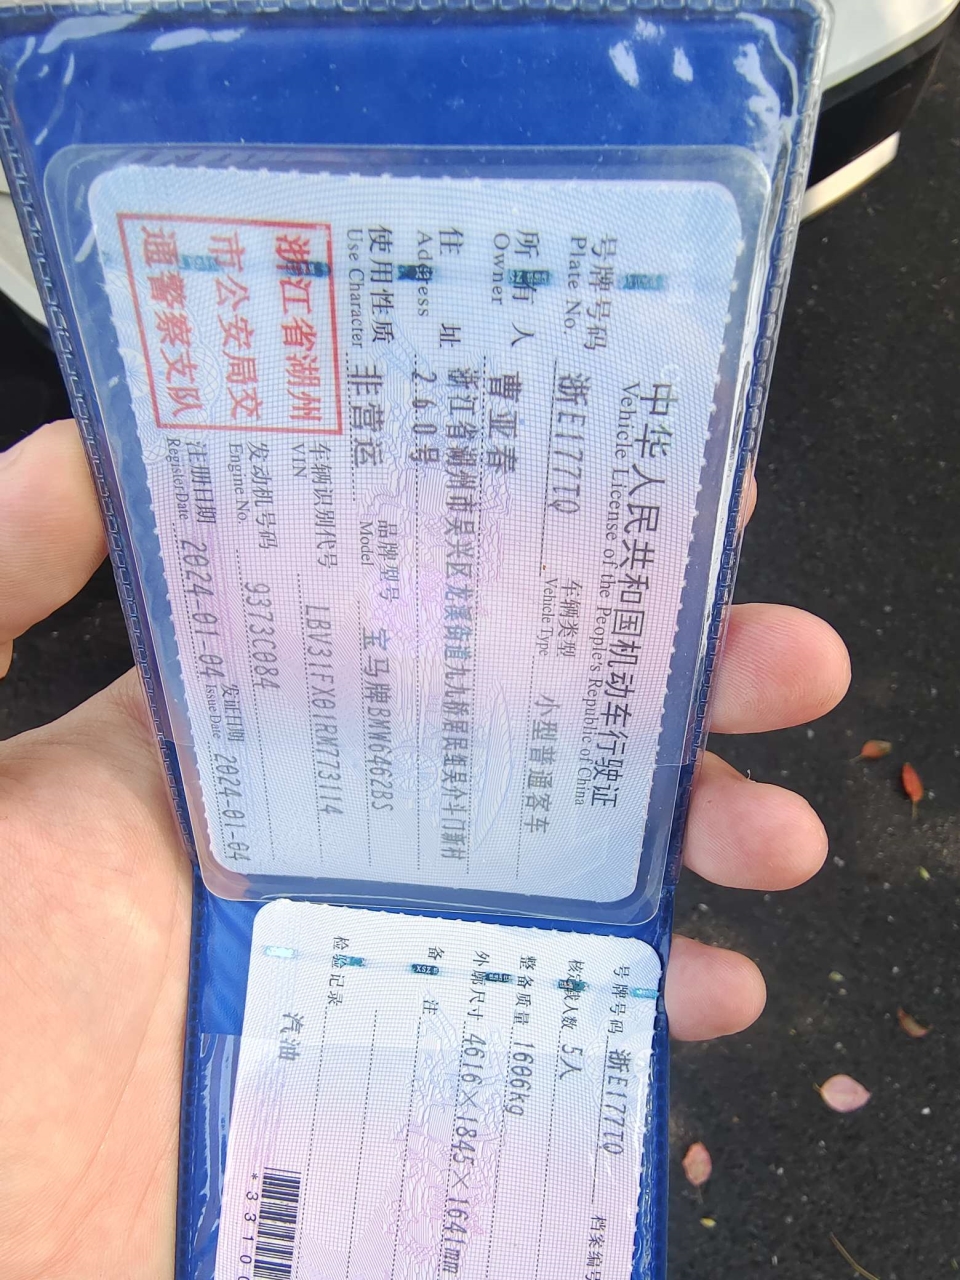 中华人民共和国机动车行驶证
Vehicle License of the People's Republic of China
号牌号码 浙E177TQ 车辆类型 小型普通客车
Plate No. Vehicle Type
所有人 曹亚春
Owner
住址 浙江省湖州市吴兴区龙溪街道九九桥居民组吴介斗门新村
Address 260号
使用性质 非营运 品牌型号 宝马牌BMW6462BS
Use Character Model
浙江省湖州
市公安局交
通警察支队
车辆识别代号 LBV31FX01RM773114
VIN
发动机号码 9373C084
Engine No.
注册日期 2024-01-04 发证日期 2024-01-04
Register Date Issue Date
号牌号码 浙E177TQ 档案编号
核定载人数 5人
整备质量 1606kg
外廓尺寸 4616×1845×1641mm
备注
检验记录
汽油
*3310